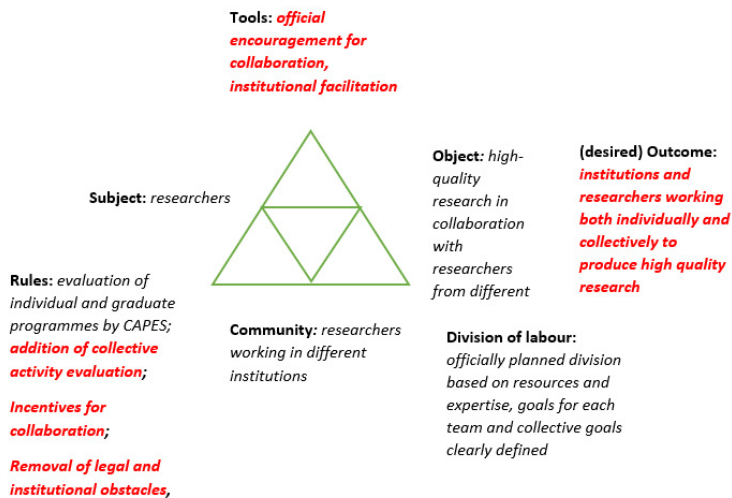 Tools: official
encouragement for
collaboration,
institutional facilitation
Subject: researchers
Object: high-
quality
research in
collaboration
with
researchers
from different
(desired) Outcome:
institutions and
researchers working
both individually and
collectively to
produce high quality
research
Rules: evaluation of
individual and graduate
programmes by CAPES;
addition of collective
activity evaluation;
Incentives for
collaboration;
Removal of legal and
institutional obstacles,
Community: researchers
working in different
institutions
Division of labour:
officially planned division
based on resources and
expertise, goals for each
team and collective goals
clearly defined